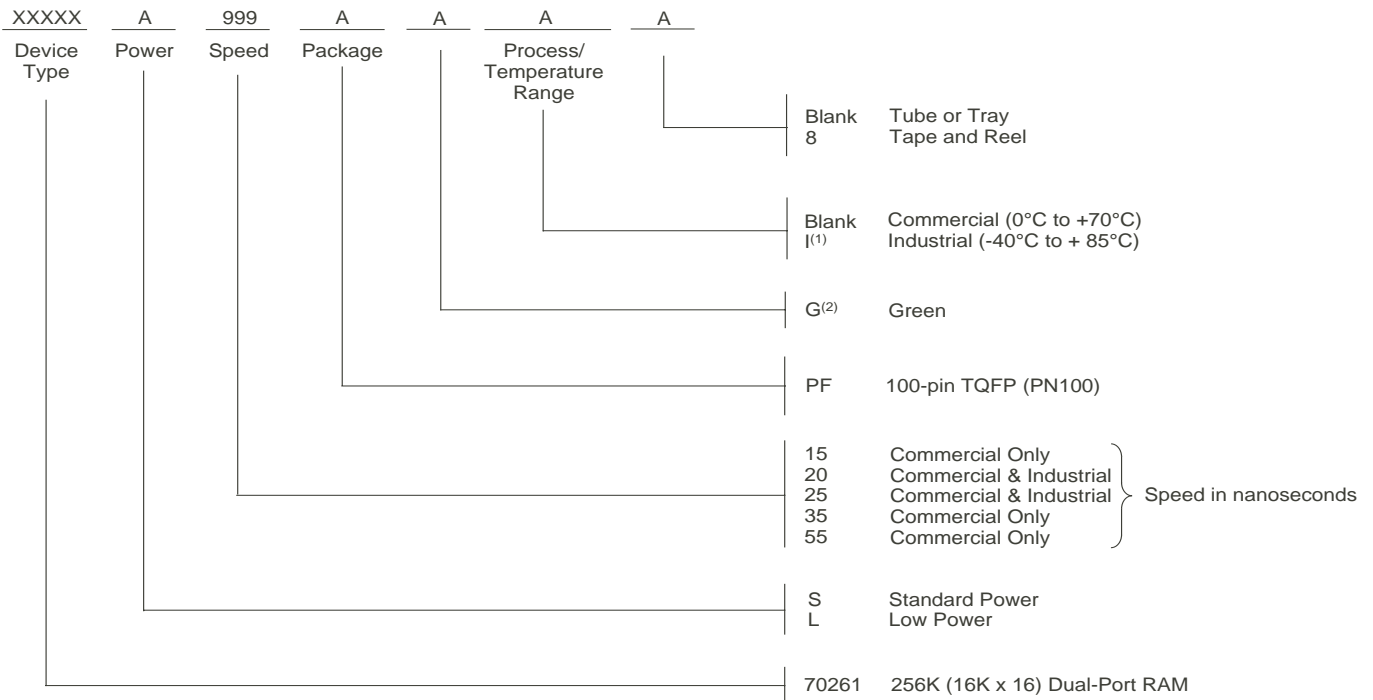 XXXXX A 999 A A A A
Device Type Power Speed Package Process/ Temperature Range
Blank Tube or Tray
8 Tape and Reel
Blank Commercial (0°C to +70°C)
I(1) Industrial (-40°C to + 85°C)
G(2) Green
PF 100-pin TQFP (PN100)
15 Commercial Only
20 Commercial & Industrial
25 Commercial & Industrial
35 Commercial Only
55 Commercial Only
Speed in nanoseconds
S Standard Power
L Low Power
70261 256K (16K x 16) Dual-Port RAM